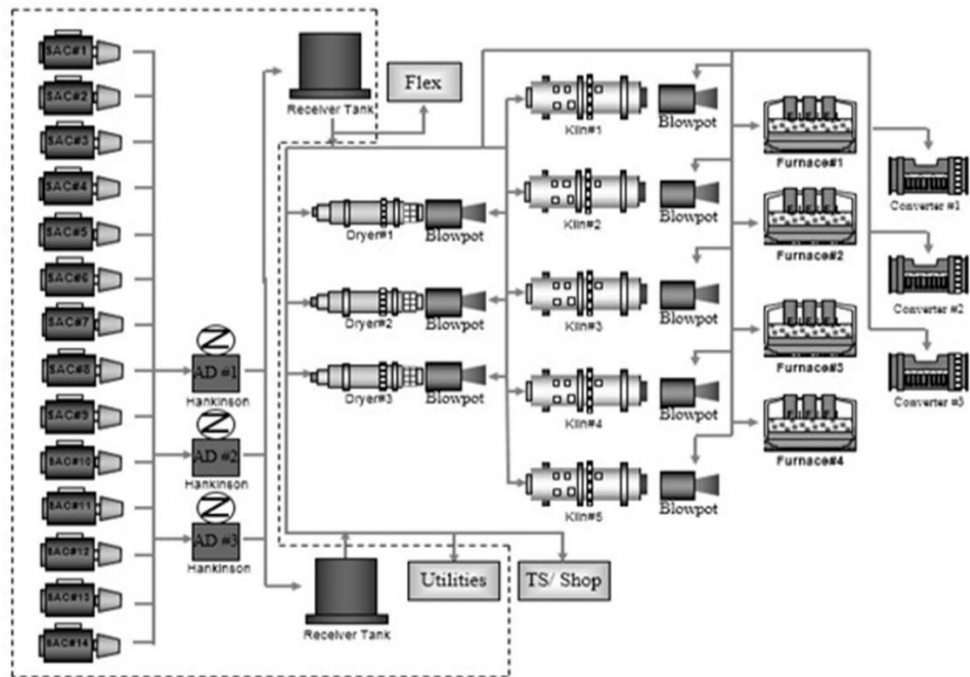 SAC#1
SAC#2
SAC#3
SAC#4
SAC#5
SAC#6
SAC#7
SAC#8
SAC#9
SAC#10
SAC#11
SAC#12
SAC#13
SAC#14
AD #1
Hankinson
AD #2
Hankinson
AD #3
Hankinson
Receiver Tank
Flex
Receiver Tank
Utilities
TS/ Shop
Dryer#1
Blowpot
Dryer#2
Blowpot
Dryer#3
Blowpot
Kiln#1
Blowpot
Kiln#2
Blowpot
Kiln#3
Blowpot
Kiln#4
Blowpot
Kiln#5
Blowpot
Furnace#1
Furnace#2
Furnace#3
Furnace#4
Converter #1
Converter #2
Converter #3